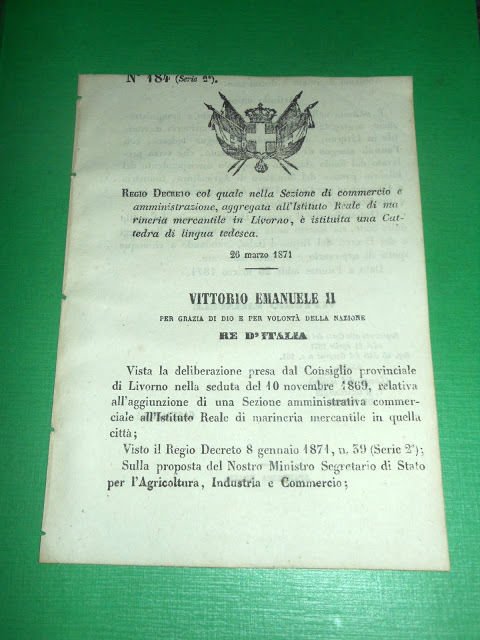 N° 184 (Serie 2ª).
REGIO DECRETO col quale nella Sezione di commercio e
amministrazione, aggregata all'Istituto Reale di ma-
rineria mercantile in Livorno, è istituita una Cat-
tedra di lingua tedesca.
26 marzo 1871
VITTORIO EMANUELE II
PER GRAZIA DI DIO E PER VOLONTÀ DELLA NAZIONE
RE D'ITALIA
Vista la deliberazione presa dal Consiglio provinciale
di Livorno nella seduta del 10 novembre 1869, relativa
all'aggiunzione di una Sezione amministrativa commer-
ciale all'Istituto Reale di marineria mercantile in quella
città;
Visto il Regio Decreto 8 gennaio 1871, n. 39 (Serie 2ª);
Sulla proposta del Nostro Ministro Segretario di Stato
per l'Agricoltura, Industria e Commercio;